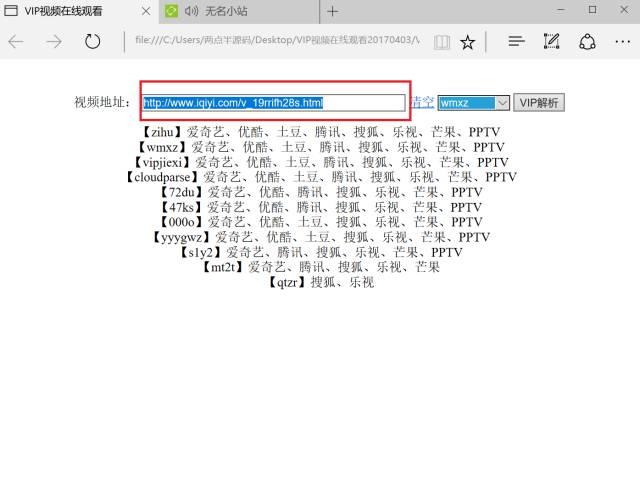 VIP视频在线观看
无名小站
file:///C:/Users/两点半源码/Desktop/VIP视频在线观看20170403/V
视频地址： http://www.iqiyi.com/v_19rrifh28s.html 清空 wmxz VIP解析
【zihu】爱奇艺、优酷、土豆、腾讯、搜狐、乐视、芒果、PPTV
【wmxz】爱奇艺、优酷、土豆、腾讯、搜狐、乐视、芒果、PPTV
【vipjiexi】爱奇艺、优酷、土豆、腾讯、搜狐、乐视、芒果、PPTV
【cloudparse】爱奇艺、优酷、土豆、腾讯、搜狐、乐视、芒果、PPTV
【72du】爱奇艺、优酷、腾讯、搜狐、乐视、芒果、PPTV
【47ks】爱奇艺、优酷、腾讯、搜狐、乐视、芒果、PPTV
【000o】爱奇艺、优酷、土豆、腾讯、搜狐、乐视、PPTV
【yyygwz】爱奇艺、优酷、土豆、搜狐、乐视、芒果、PPTV
【s1y2】爱奇艺、优酷、腾讯、乐视、芒果、PPTV
【mt2t】爱奇艺、腾讯、搜狐、乐视、芒果
【qtzr】搜狐、乐视